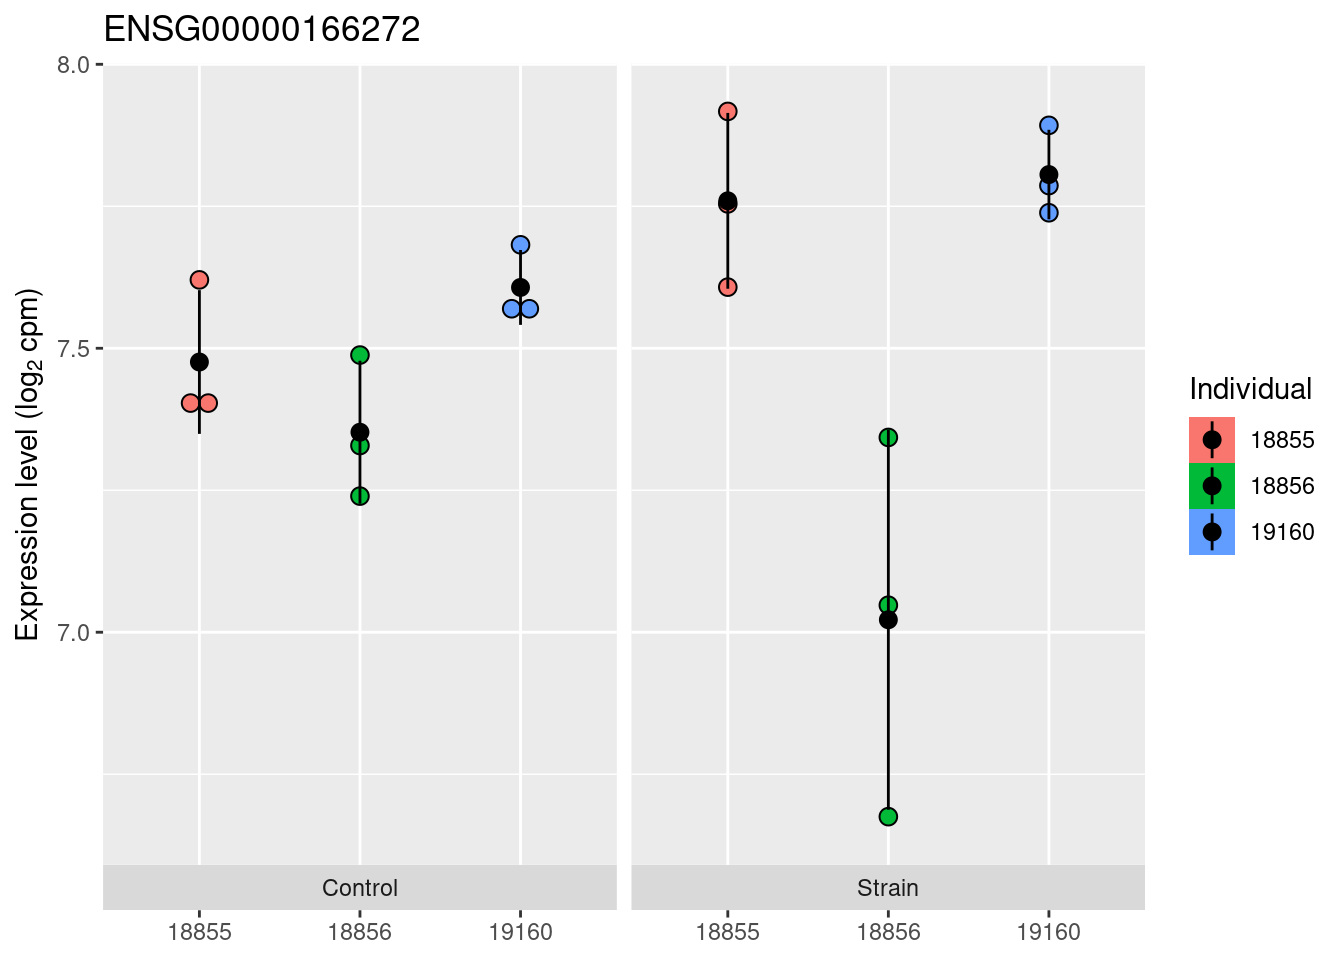 ENSG00000166272
Expression level (log₂ cpm)
8.0
7.5
7.0
Control
Strain
18855 18856 19160
18855 18856 19160
Individual
18855
18856
19160